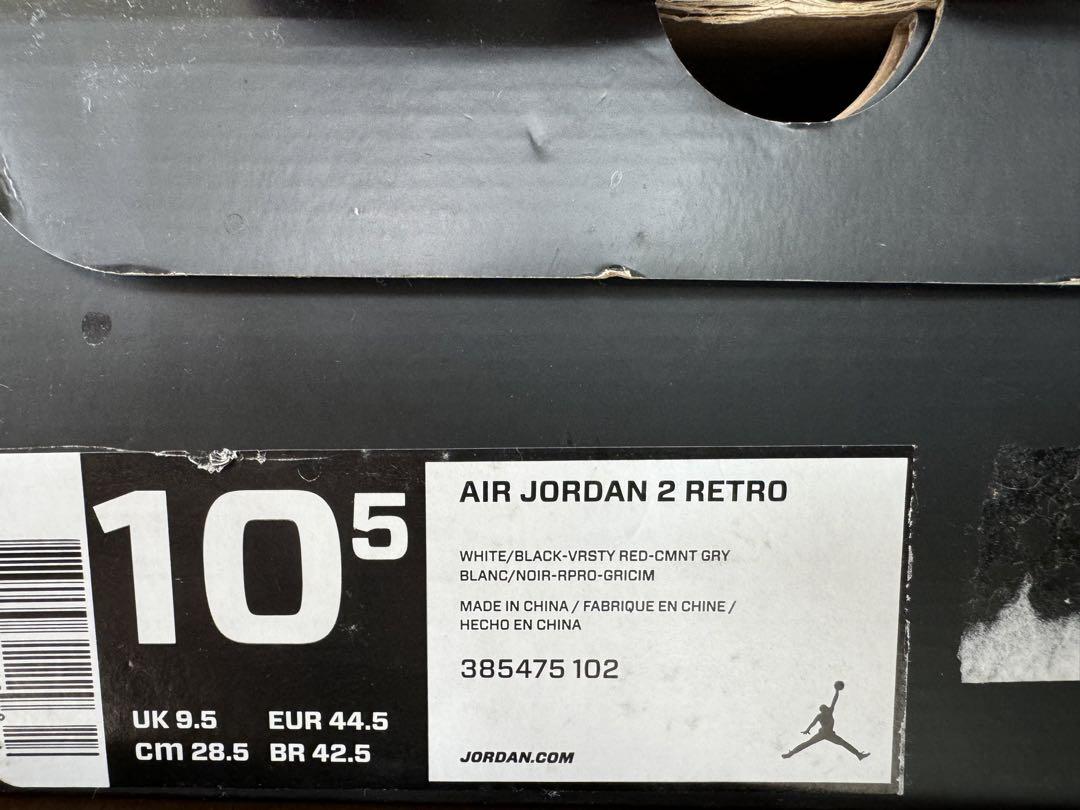 10 5
UK 9.5 EUR 44.5
cm 28.5 BR 42.5
AIR JORDAN 2 RETRO
WHITE/BLACK-VRSTY RED-CMNT GRY
BLANC/NOIR-RPRO-GRICIM
MADE IN CHINA / FABRIQUE EN CHINE /
HECHO EN CHINA
385475 102
JORDAN.COM